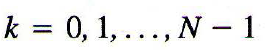 k = 0, 1, . . . , N − 1